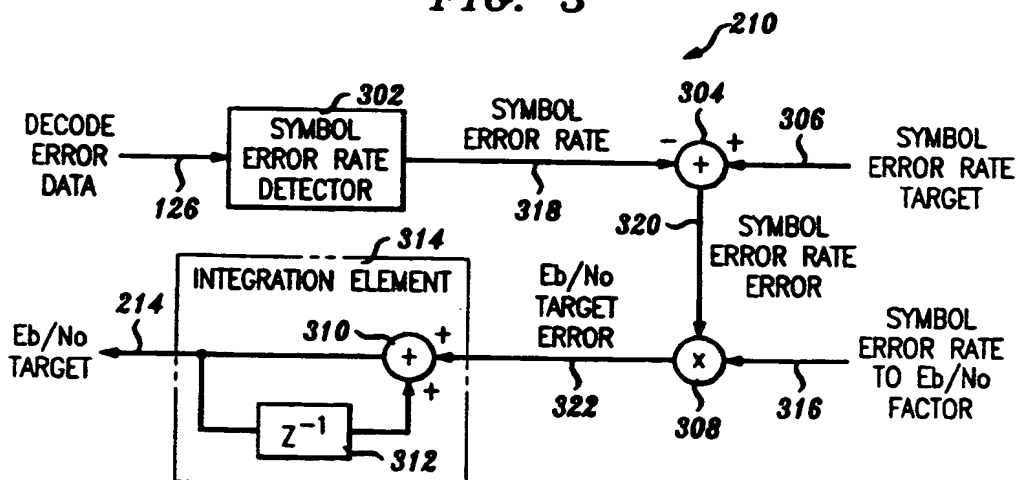 FIG. 3
210
302
304
306
DECODE
ERROR
DATA
126
SYMBOL
ERROR RATE
DETECTOR
SYMBOL
ERROR RATE
318
-
+
+
SYMBOL
ERROR RATE
TARGET
320
SYMBOL
ERROR RATE
ERROR
314
INTEGRATION ELEMENT
214
Eb/No
TARGET
310
+
+
+
Z⁻¹
312
Eb/No
TARGET
ERROR
322
X
308
316
SYMBOL
ERROR RATE
TO Eb/No
FACTOR